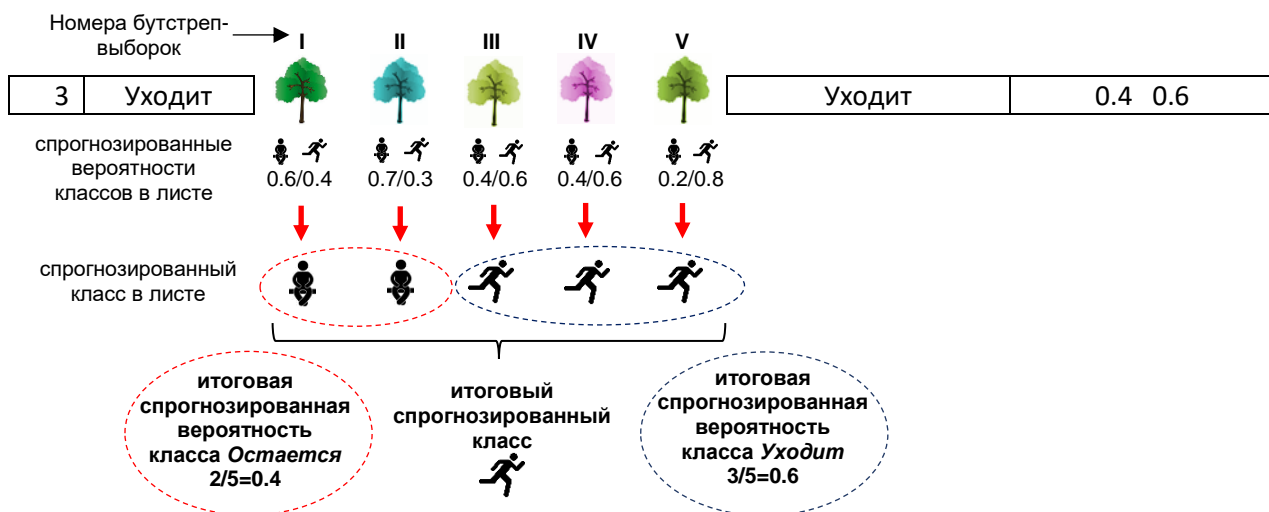 Номера бутстреп-
выборок
I II III IV V
3 Уходит
Уходит 0.4 0.6
спрогнозированные
вероятности
классов в листе
0.6/0.4 0.7/0.3 0.4/0.6 0.4/0.6 0.2/0.8
спрогнозированный
класс в листе
итоговая
спрогнозированная
вероятность
класса Остается
2/5=0.4
итоговый
спрогнозированный
класс
итоговая
спрогнозированная
вероятность
класса Уходит
3/5=0.6